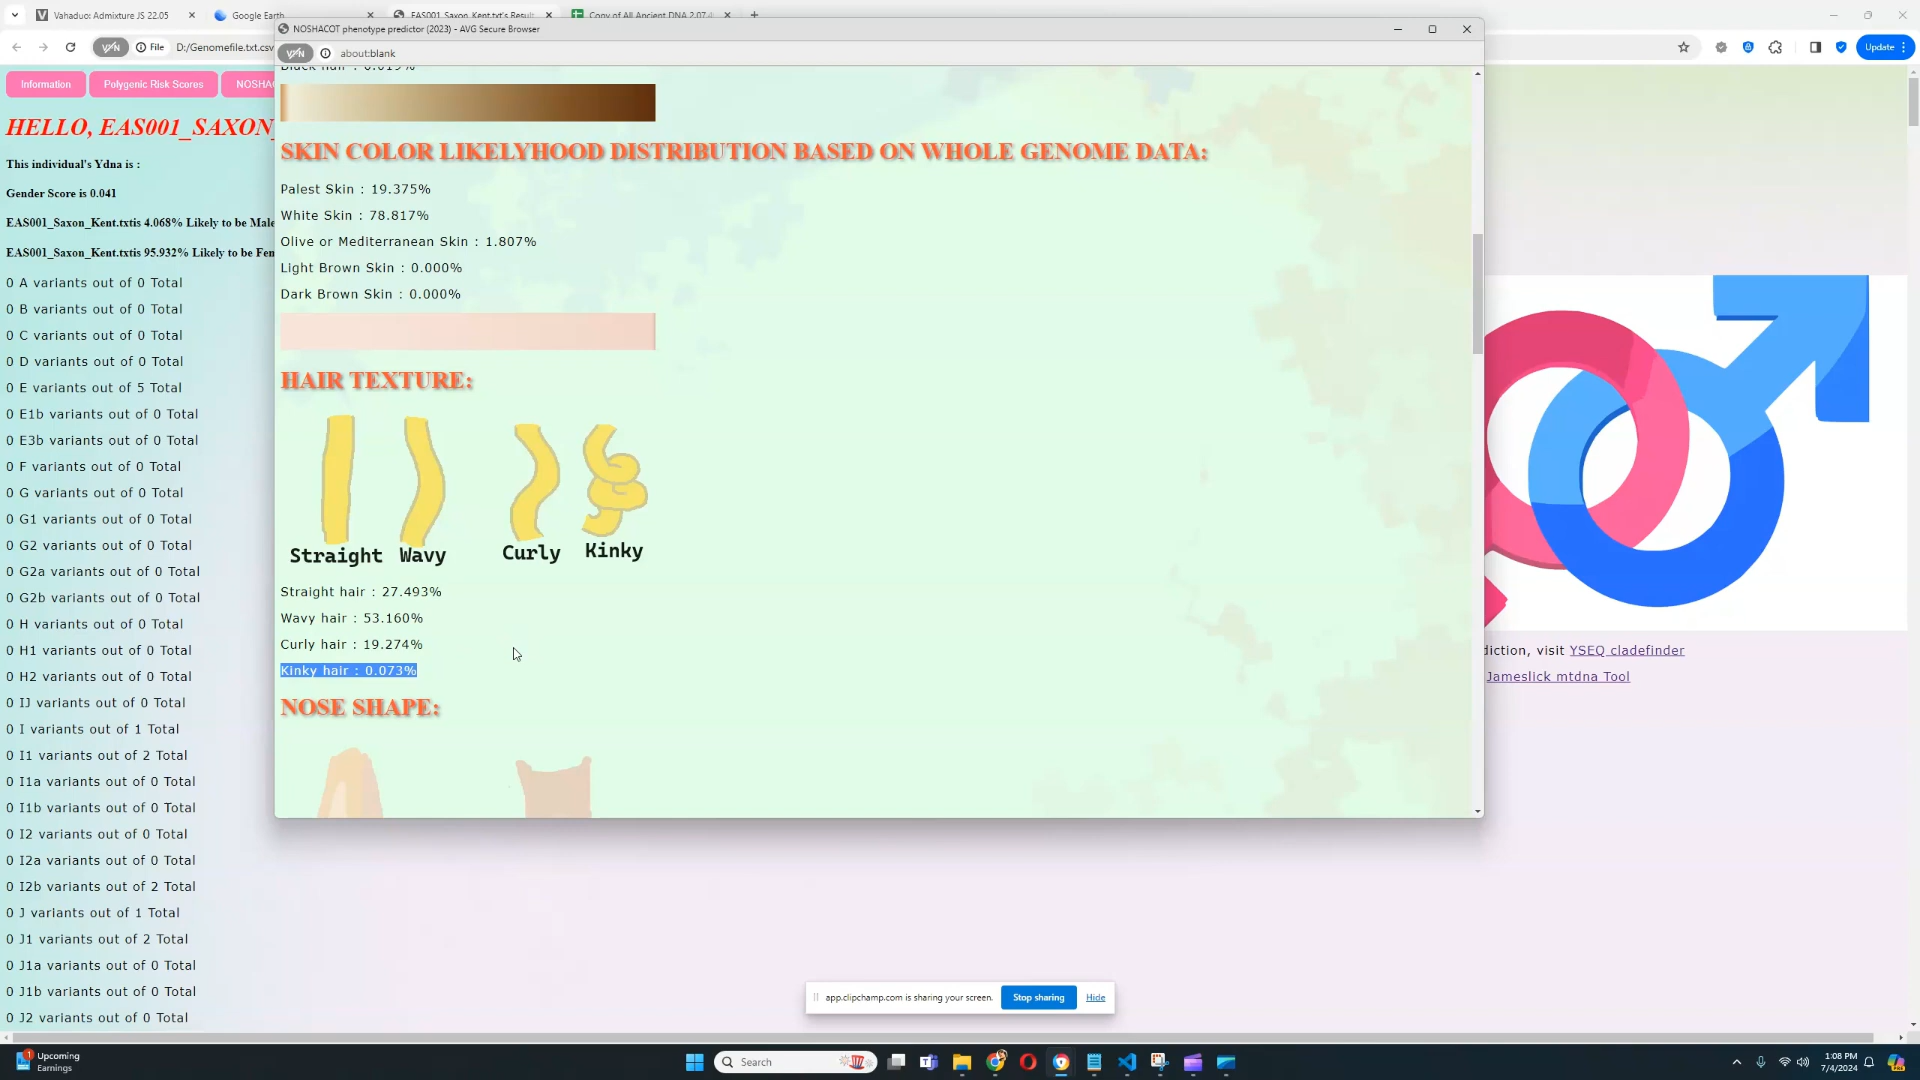 Vahaduo: Admixture JS 22.05
Google Earth
EAS001_Saxon_Kent.txt's Resul
Copy of All Ancient DNA 2.07.4
NOSHACOT phenotype predictor (2023) - AVG Secure Browser
VPN
File
D:/Genomefile.txt.csv
VPN
about:blank
Update
Information
Polygenic Risk Scores
NOSHAC
Black hair : 0.019%
HELLO, EAS001_SAXON_
This individual's Ydna is :
Gender Score is 0.041
EAS001_Saxon_Kent.txtis 4.068% Likely to be Male
EAS001_Saxon_Kent.txtis 95.932% Likely to be Fen
0 A variants out of 0 Total
0 B variants out of 0 Total
0 C variants out of 0 Total
0 D variants out of 0 Total
0 E variants out of 5 Total
0 E1b variants out of 0 Total
0 E3b variants out of 0 Total
0 F variants out of 0 Total
0 G variants out of 0 Total
0 G1 variants out of 0 Total
0 G2 variants out of 0 Total
0 G2a variants out of 0 Total
0 G2b variants out of 0 Total
0 H variants out of 0 Total
0 H1 variants out of 0 Total
0 H2 variants out of 0 Total
0 IJ variants out of 0 Total
0 I variants out of 1 Total
0 I1 variants out of 2 Total
0 I1a variants out of 0 Total
0 I1b variants out of 0 Total
0 I2 variants out of 0 Total
0 I2a variants out of 0 Total
0 I2b variants out of 2 Total
0 J variants out of 1 Total
0 J1 variants out of 2 Total
0 J1a variants out of 0 Total
0 J1b variants out of 0 Total
0 J2 variants out of 0 Total
SKIN COLOR LIKELYHOOD DISTRIBUTION BASED ON WHOLE GENOME DATA:
Palest Skin : 19.375%
White Skin : 78.817%
Olive or Mediterranean Skin : 1.807%
Light Brown SkIn : 0.000%
Dark Brown Skin : 0.000%
HAIR TEXTURE:
Straight Wavy Curly Kinky
Straight hair : 27.493%
Wavy hair : 53.160%
Curly hair : 19.274%
Kinky hair : 0.073%
NOSE SHAPE:
diction, visit YSEQ cladefinder
Jameslick mtdna Tool
app.clipchamp.com is sharing your screen.
Stop sharing
Hide
1
Upcoming
Earnings
Search
1:08 PM
7/4/2024